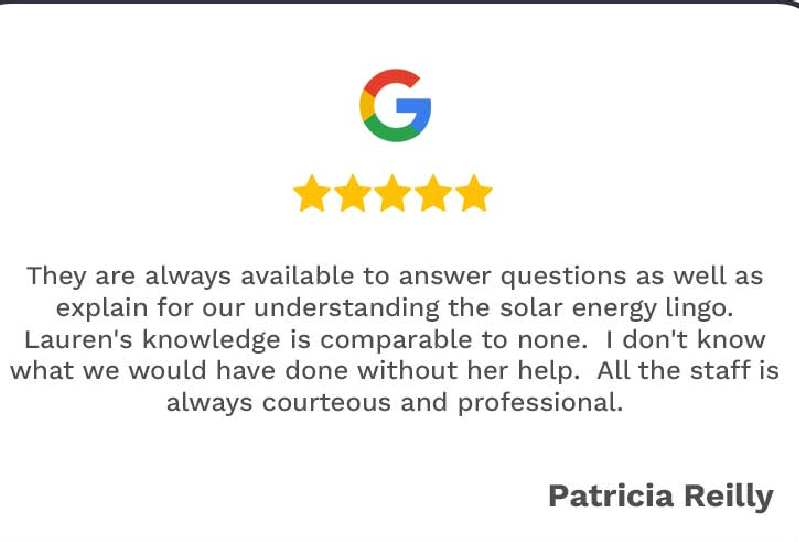 They are always available to answer questions as well as
explain for our understanding the solar energy lingo.
Lauren's knowledge is comparable to none.  I don't know
what we would have done without her help.  All the staff is
always courteous and professional.
Patricia Reilly